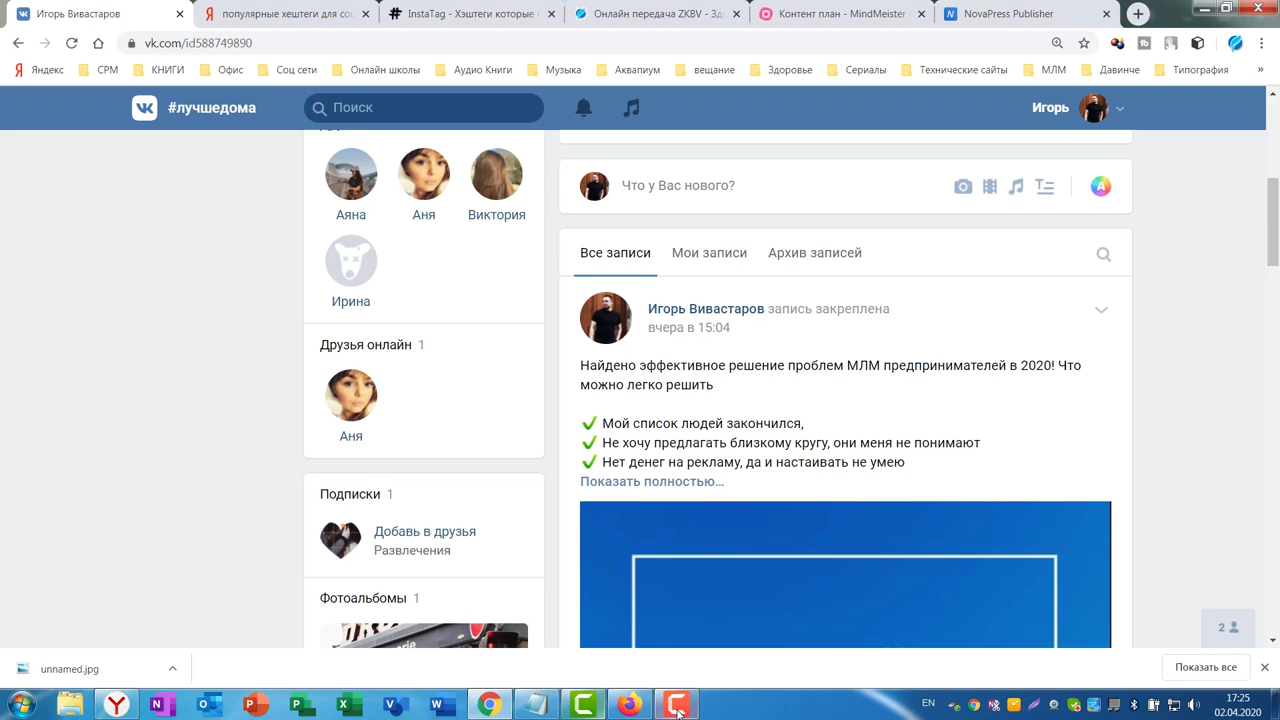 Игорь Вивастаров
популярные хештеги для соц
InstaTap - Хэштеги популярные
Онлайн передача ZKBV - Здо
Контент план - MindMeister
NovaPress Publisher
vk.com/id588749890
Яндекс СРМ КНИГИ Офис Соц сети Онлайн школы Аудио Книги Музыка Аквапиум вещание Здоровье Сериалы Технические сайты МЛМ Давинче Типография »
#лучшедома Поиск Игорь
Аяна Аня Виктория
Ирина
Друзья онлайн 1
Аня
Подписки 1
Добавь в друзья
Развлечения
Фотоальбомы 1
Что у Вас нового?
Все записи Мои записи Архив записей
Игорь Вивастаров запись закреплена
вчера в 15:04
Найдено эффективное решение проблем МЛМ предпринимателей в 2020! Что
можно легко решить
Мой список людей закончился,
Не хочу предлагать близкому кругу, они меня не понимают
Нет денег на рекламу, да и настаивать не умею
Показать полностью…
2
unnamed.jpg
Показать все
EN
17:25
02.04.2020